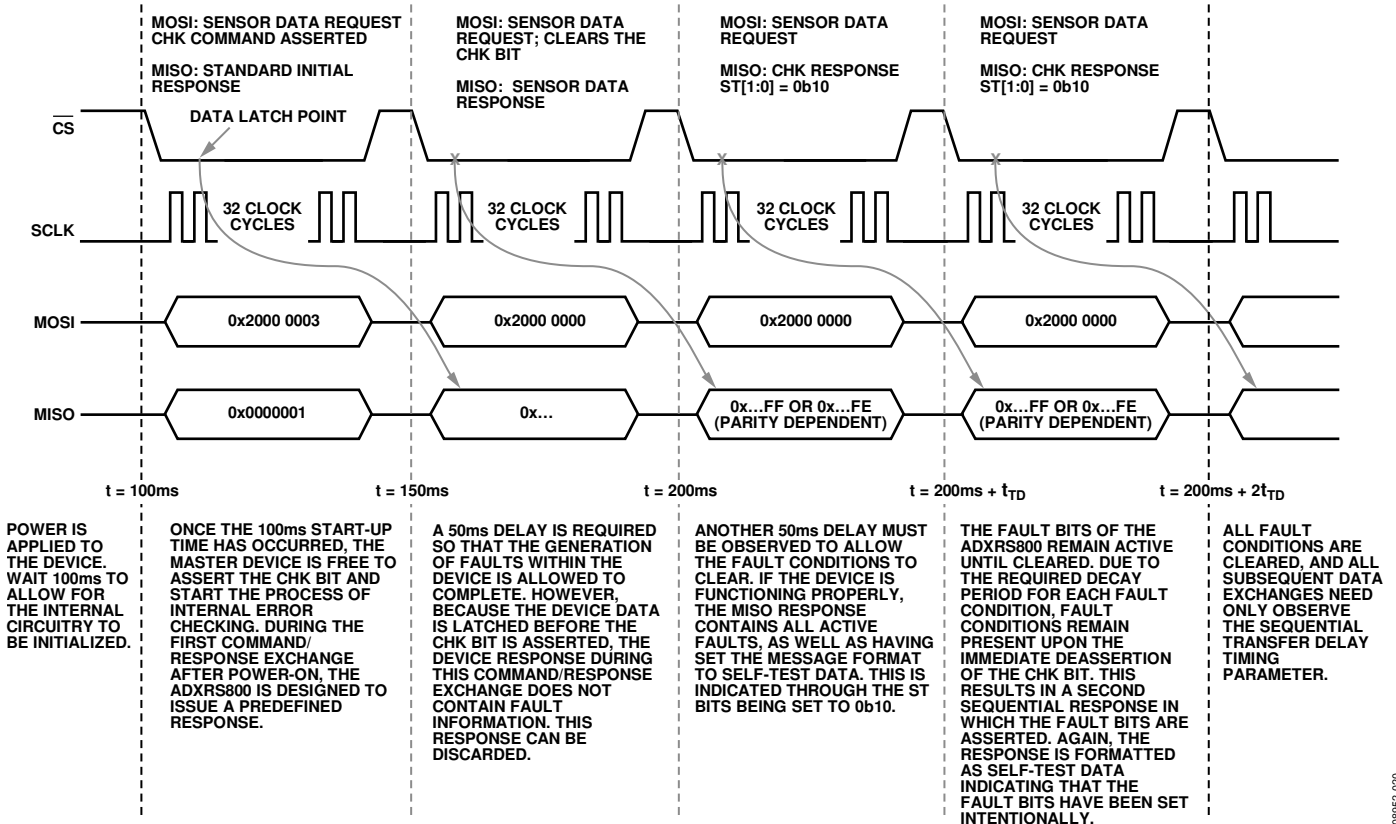 MOSI: SENSOR DATA REQUEST
CHK COMMAND ASSERTED
MISO: STANDARD INITIAL
RESPONSE
MOSI: SENSOR DATA
REQUEST; CLEARS THE
CHK BIT
MISO: SENSOR DATA
RESPONSE
MOSI: SENSOR DATA
REQUEST
MISO: CHK RESPONSE
ST[1:0] = 0b10
MOSI: SENSOR DATA
REQUEST
MISO: CHK RESPONSE
ST[1:0] = 0b10
DATA LATCH POINT
CS
X
X
X
SCLK
32 CLOCK
CYCLES
32 CLOCK
CYCLES
32 CLOCK
CYCLES
32 CLOCK
CYCLES
MOSI
0x2000 0003
0x2000 0000
0x2000 0000
0x2000 0000
MISO
0x0000001
0x…
0x…FF OR 0x…FE
(PARITY DEPENDENT)
0x…FF OR 0x…FE
(PARITY DEPENDENT)
t = 100ms
t = 150ms
t = 200ms
t = 200ms + tTD
t = 200ms + 2tTD
POWER IS
APPLIED TO
THE DEVICE.
WAIT 100ms TO
ALLOW FOR
THE INTERNAL
CIRCUITRY TO
BE INITIALIZED.
ONCE THE 100ms START-UP
TIME HAS OCCURRED, THE
MASTER DEVICE IS FREE TO
ASSERT THE CHK BIT AND
START THE PROCESS OF
INTERNAL ERROR
CHECKING. DURING THE
FIRST COMMAND/
RESPONSE EXCHANGE
AFTER POWER-ON, THE
ADXRS800 IS DESIGNED TO
ISSUE A PREDEFINED
RESPONSE.
A 50ms DELAY IS REQUIRED
SO THAT THE GENERATION
OF FAULTS WITHIN THE
DEVICE IS ALLOWED TO
COMPLETE. HOWEVER,
BECAUSE THE DEVICE DATA
IS LATCHED BEFORE THE
CHK BIT IS ASSERTED, THE
DEVICE RESPONSE DURING
THIS COMMAND/RESPONSE
EXCHANGE DOES NOT
CONTAIN FAULT
INFORMATION. THIS
RESPONSE CAN BE
DISCARDED.
ANOTHER 50ms DELAY MUST
BE OBSERVED TO ALLOW
THE FAULT CONDITIONS TO
CLEAR. IF THE DEVICE IS
FUNCTIONING PROPERLY,
THE MISO RESPONSE
CONTAINS ALL ACTIVE
FAULTS, AS WELL AS HAVING
SET THE MESSAGE FORMAT
TO SELF-TEST DATA. THIS IS
INDICATED THROUGH THE ST
BITS BEING SET TO 0b10.
THE FAULT BITS OF THE
ADXRS800 REMAIN ACTIVE
UNTIL CLEARED. DUE TO
THE REQUIRED DECAY
PERIOD FOR EACH FAULT
CONDITION, FAULT
CONDITIONS REMAIN
PRESENT UPON THE
IMMEDIATE DEASSERTION
OF THE CHK BIT. THIS
RESULTS IN A SECOND
SEQUENTIAL RESPONSE IN
WHICH THE FAULT BITS ARE
ASSERTED. AGAIN, THE
RESPONSE IS FORMATTED
AS SELF-TEST DATA
INDICATING THAT THE
FAULT BITS HAVE BEEN SET
INTENTIONALLY.
ALL FAULT
CONDITIONS ARE
CLEARED, AND ALL
SUBSEQUENT DATA
EXCHANGES NEED
ONLY OBSERVE
THE SEQUENTIAL
TRANSFER DELAY
TIMING
PARAMETER.